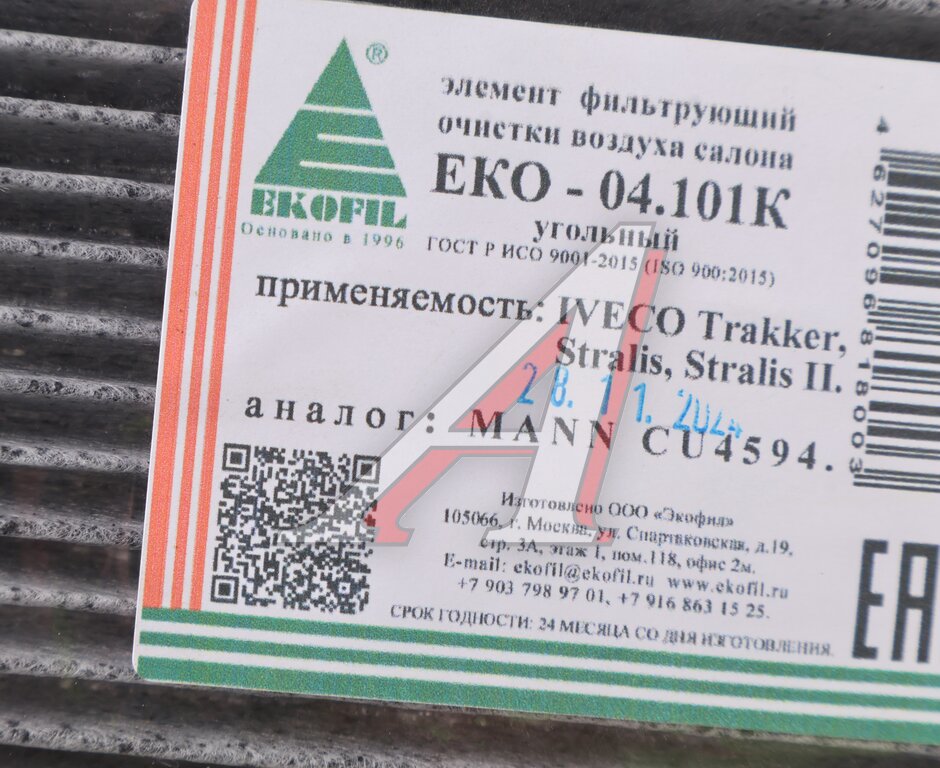 ®
EKOFIL
Основано в 1996
элемент фильтрующий
очистки воздуха салона
ЕКО - 04.101К
угольный
ГОСТ Р ИСО 9001-2015 (ISO 900:2015)
применяемость: IVECO Trakker,
Stralis, Stralis II.
28.11.2024
аналог: MANN CU4594.
Изготовлено ООО «Экофил»
105066, г. Москва, ул. Спартаковская, д.19,
стр. 3А, этаж 1, пом.118, офис 2м.
E-mail: ekofil@ekofil.ru www.ekofil.ru
+7 903 798 97 01, +7 916 863 15 25.
СРОК ГОДНОСТИ: 24 МЕСЯЦА СО ДНЯ ИЗГОТОВЛЕНИЯ.
4 627096 818003
EA